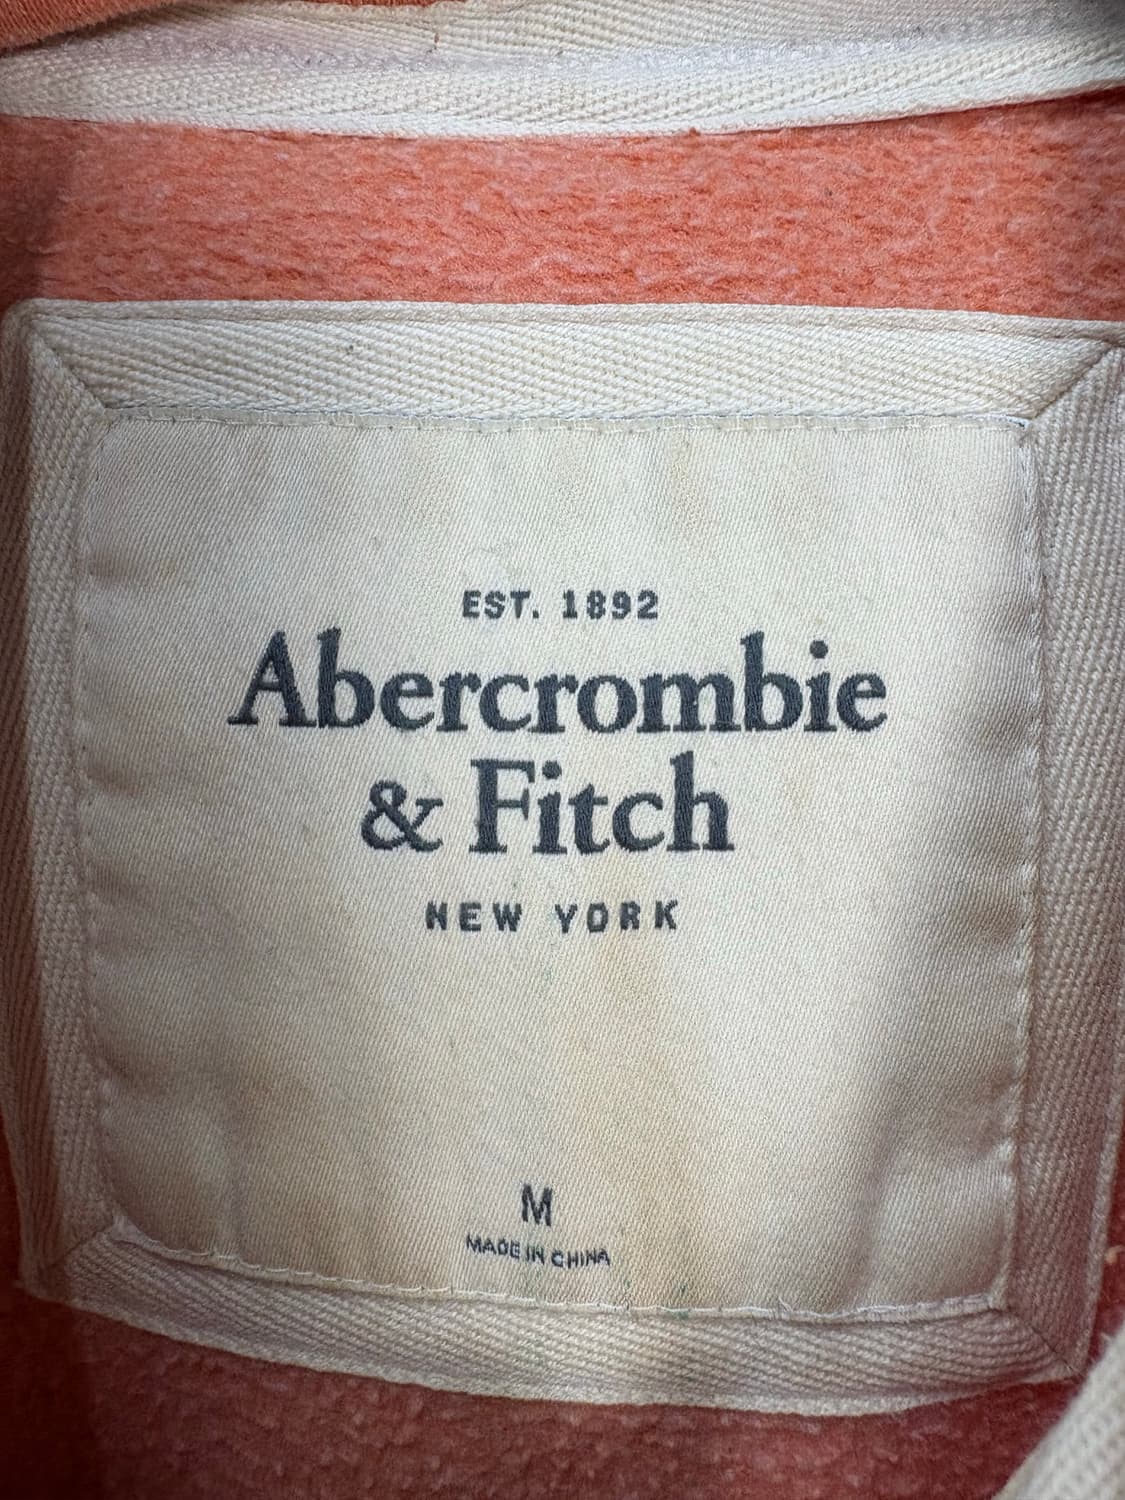 EST. 1892
Abercrombie
& Fitch
NEW YORK
M
MADE IN CHINA